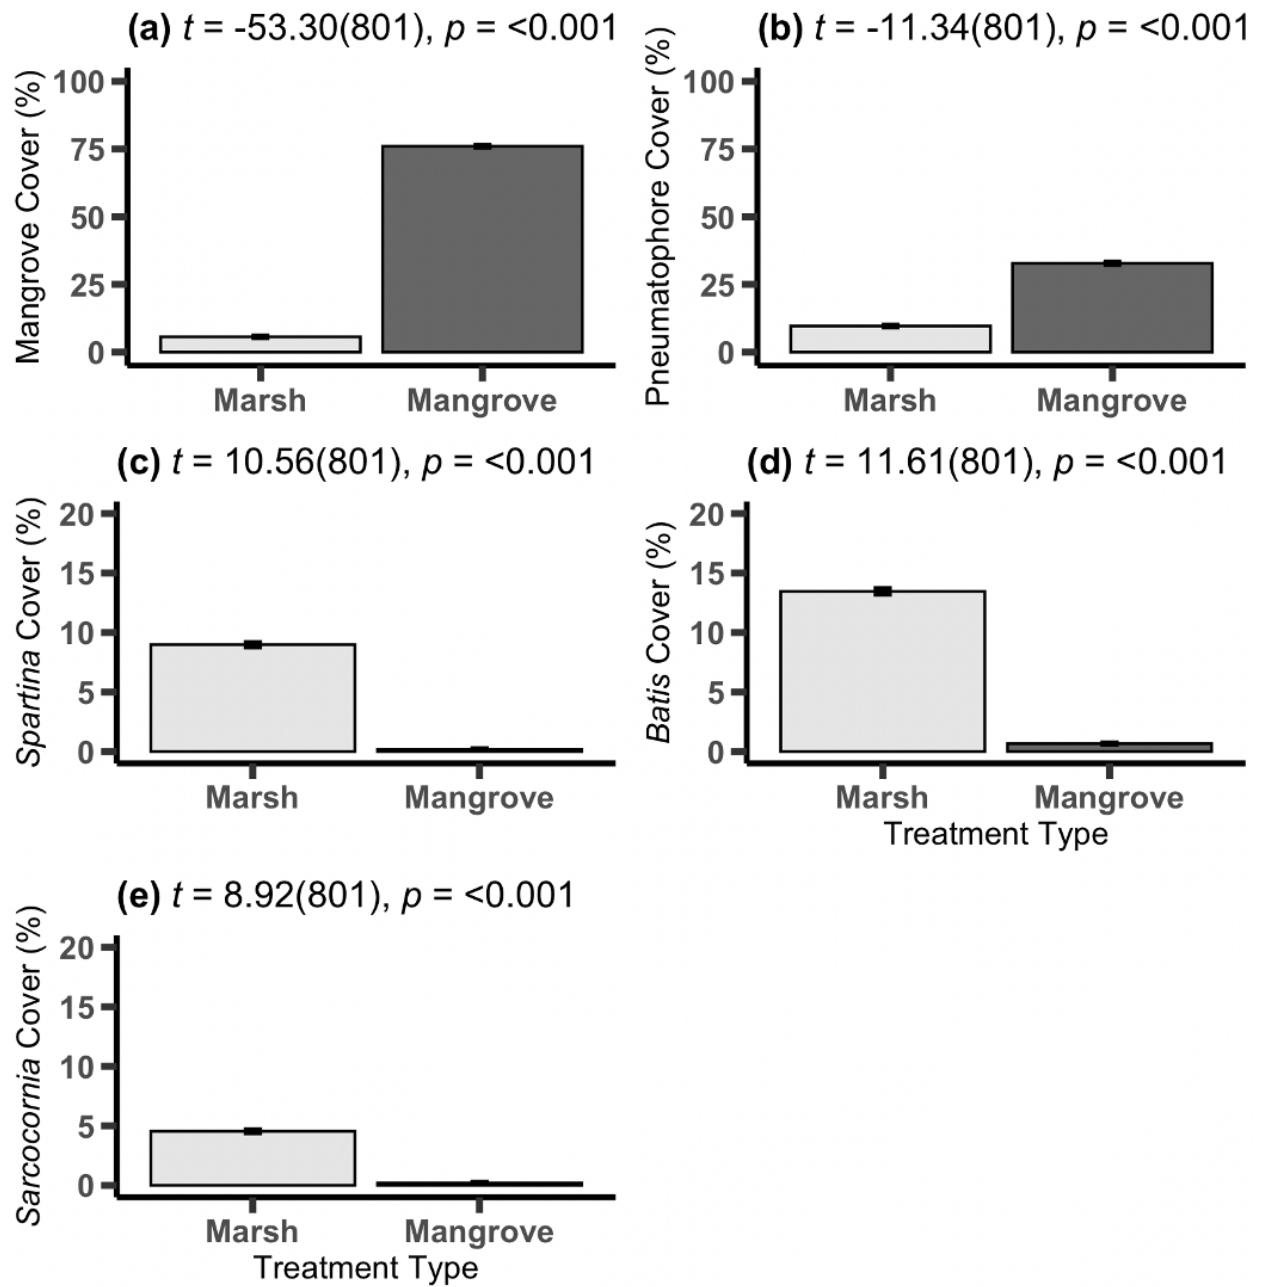 (a) t = -53.30(801), p = <0.001
Mangrove Cover (%)
100
75
50
25
0
Marsh Mangrove
(b) t = -11.34(801), p = <0.001
Pneumatophore Cover (%)
100
75
50
25
0
Marsh Mangrove
(c) t = 10.56(801), p = <0.001
Spartina Cover (%)
20
15
10
5
0
Marsh Mangrove
(d) t = 11.61(801), p = <0.001
Batis Cover (%)
20
15
10
5
0
Marsh Mangrove
Treatment Type
(e) t = 8.92(801), p = <0.001
Sarcocornia Cover (%)
20
15
10
5
0
Marsh Mangrove
Treatment Type